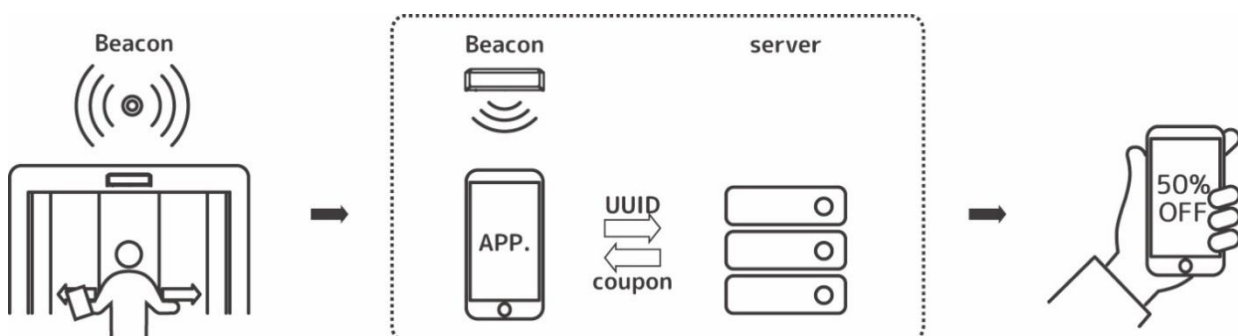 Beacon
Beacon
server
APP.
UUID
coupon
50%
OFF